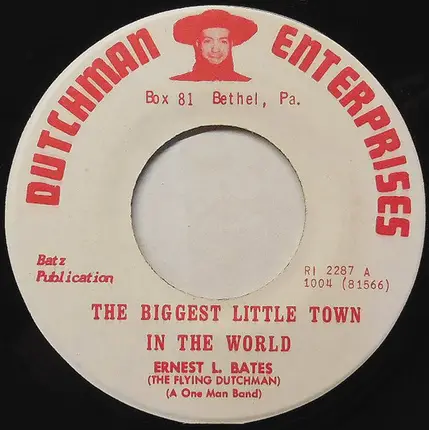 DUTCHMAN ENTERPRISES
Box 81 Bethel, Pa.
Batz
Publication
RI 2287 A
1004 (81566)
THE BIGGEST LITTLE TOWN
IN THE WORLD
ERNEST L. BATES
(THE FLYING DUTCHMAN)
(A One Man Band)